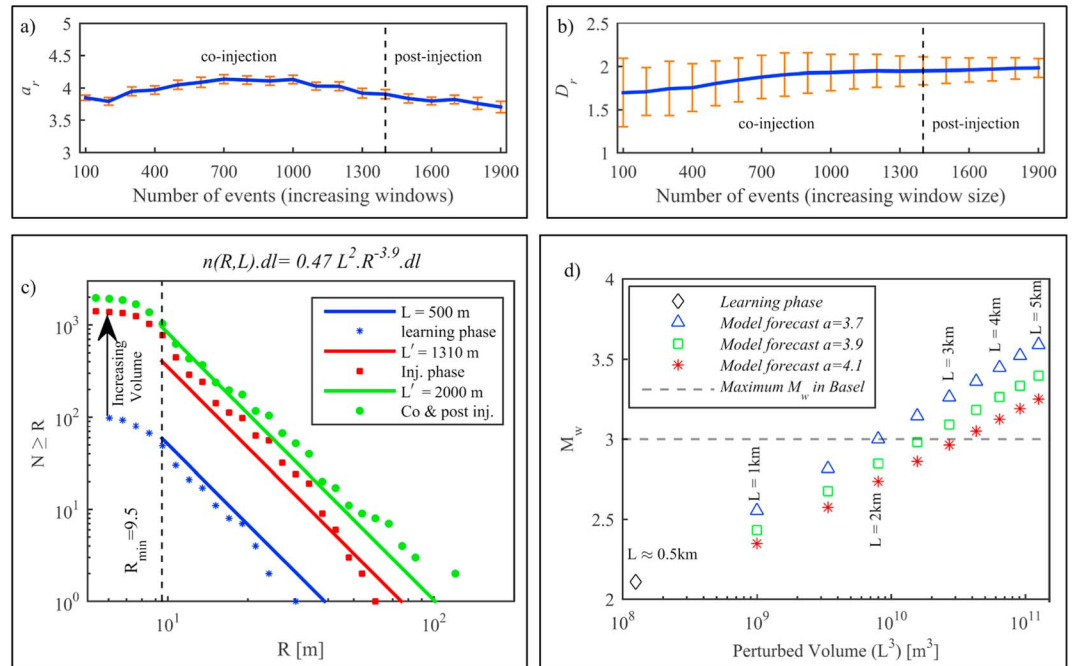 a)
a_r
5
4.5
4
3.5
3
co-injection
post-injection
100 400 700 1000 1300 1600 1900
Number of events (increasing windows)
b)
D_r
2.5
2
1.5
1
co-injection
post-injection
100 400 700 1000 1300 1600 1900
Number of events (increasing window size)
n(R,L).dl= 0.47 L^2.R^-3.9.dl
c)
N ≥ R
10^3
10^2
10^1
10^0
Increasing
Volume
R_min=9.5
L = 500 m
learning phase
L′ = 1310 m
Inj. phase
L′ = 2000 m
Co & post inj.
10^1 10^2
R [m]
d)
M_w
4
3.5
3
2.5
2
Learning phase
Model forecast a=3.7
Model forecast a=3.9
Model forecast a=4.1
Maximum M_w in Basel
L ≈ 0.5km
L = 1km
L = 2km
L = 3km
L = 4km
L = 5km
10^8 10^9 10^10 10^11
Perturbed Volume (L^3) [m^3]